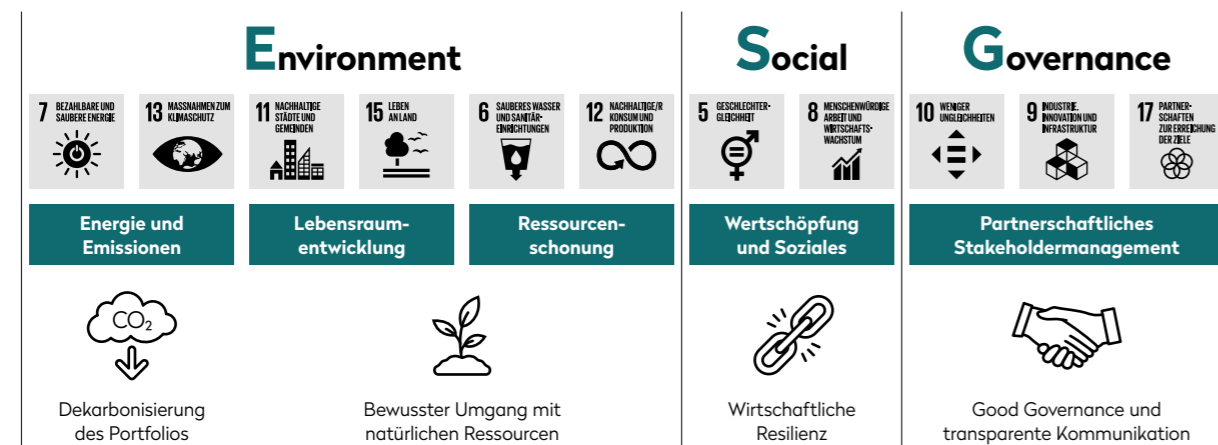 Environment
7 BEZAHLBARE UND
SAUBERE ENERGIE
13 MASSNAHMEN ZUM
KLIMASCHUTZ
11 NACHHALTIGE
STÄDTE UND
GEMEINDEN
15 LEBEN
AN LAND
6 SAUBERES WASSER
UND SANITÄR-
EINRICHTUNGEN
12 NACHHALTIGE/R
KONSUM UND
PRODUKTION
Energie und
Emissionen
Lebensraum-
entwicklung
Ressourcen-
schonung
CO₂
Dekarbonisierung
des Portfolios
Bewusster Umgang mit
natürlichen Ressourcen
Social
5 GESCHLECHTER-
GLEICHHEIT
8 MENSCHENWÜRDIGE
ARBEIT UND
WIRTSCHAFTS-
WACHSTUM
Wertschöpfung
und Soziales
Wirtschaftliche
Resilienz
Governance
10 WENIGER
UNGLEICHHEITEN
9 INDUSTRIE,
INNOVATION UND
INFRASTRUKTUR
17 PARTNER-
SCHAFTEN
ZUR ERREICHUNG
DER ZIELE
Partnerschaftliches
Stakeholdermanagement
Good Governance und
transparente Kommunikation